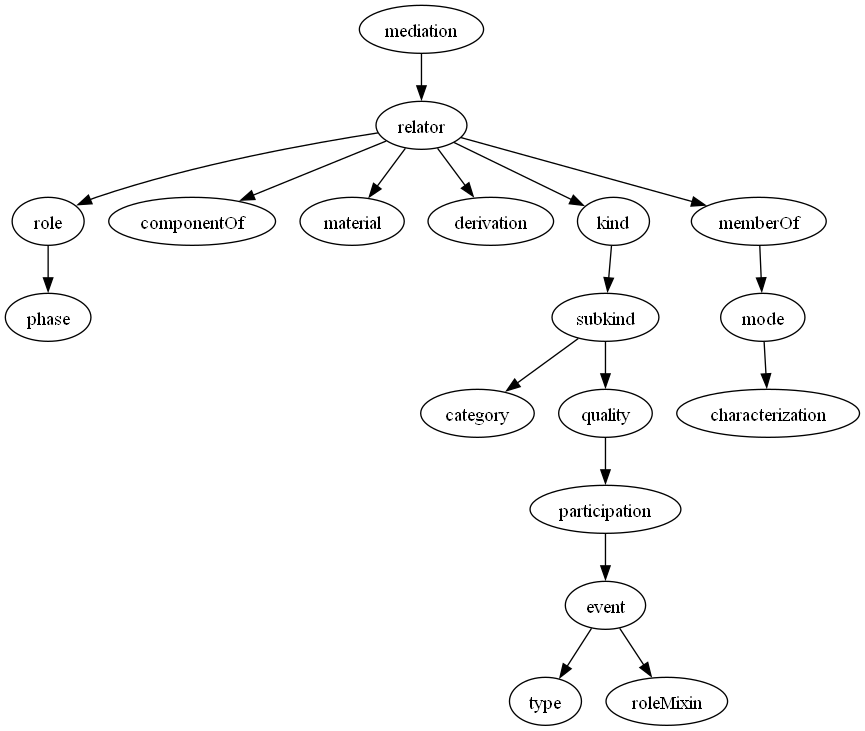 mediation
relator
role
componentOf
material
derivation
kind
memberOf
phase
subkind
mode
category
quality
characterization
participation
event
type
roleMixin